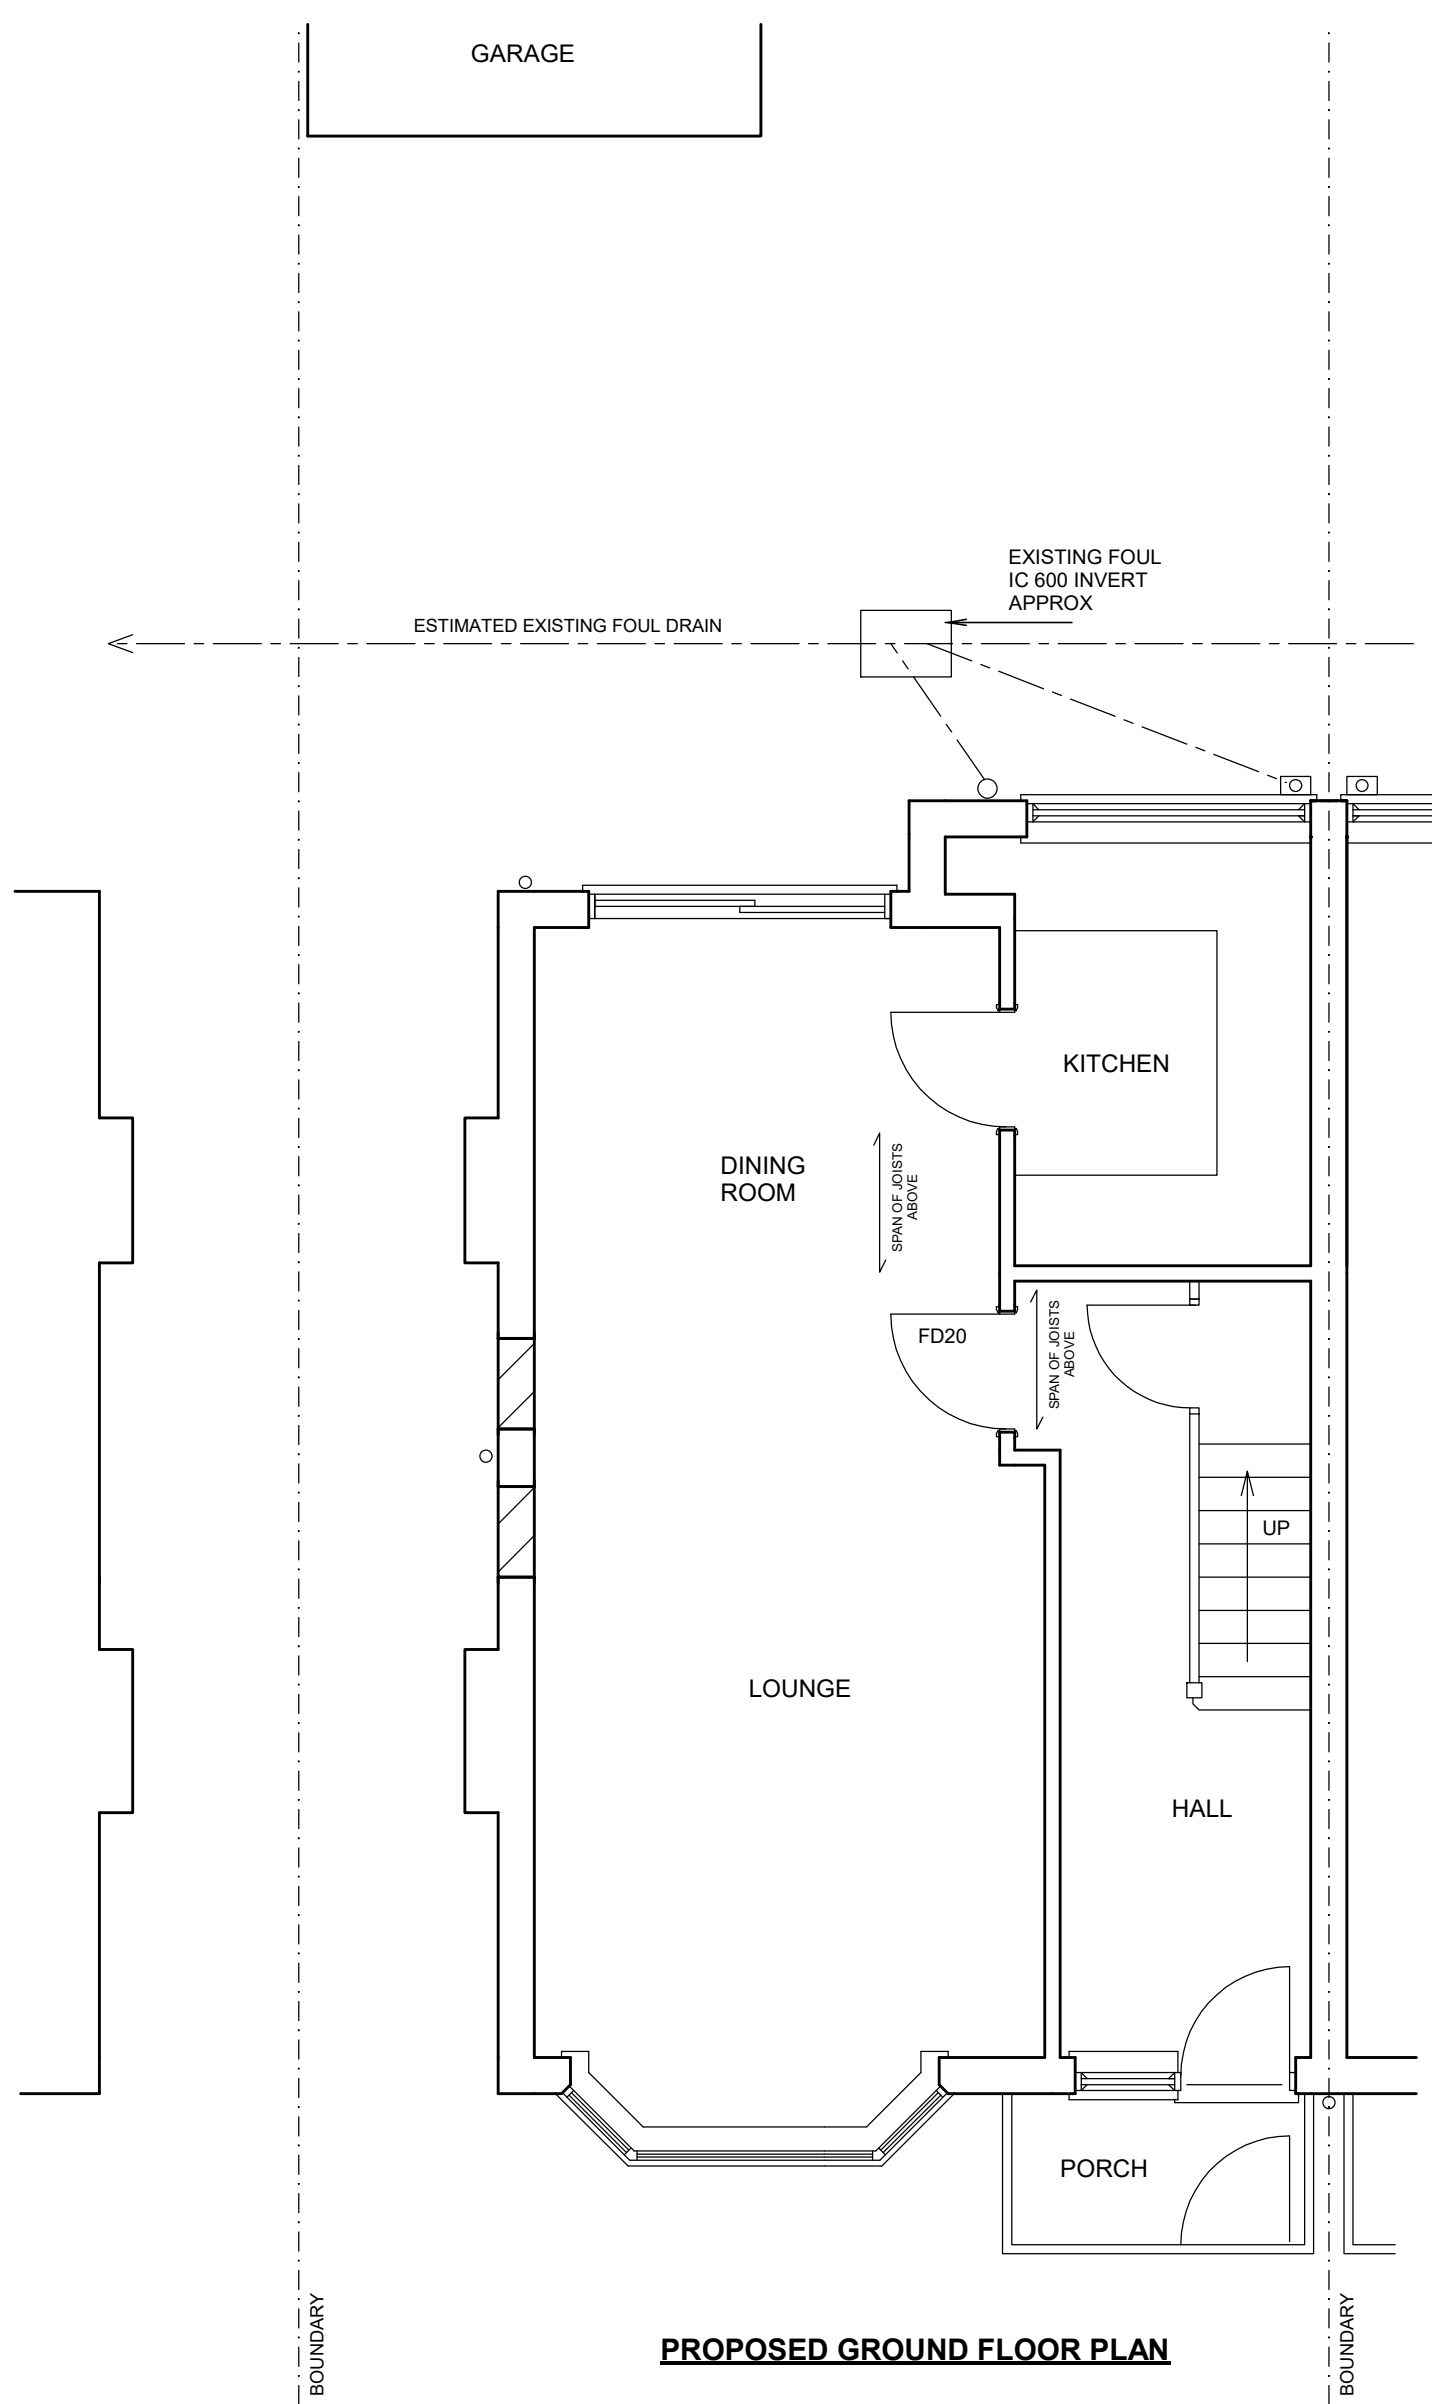 GARAGE
EXISTING FOUL
IC 600 INVERT
APPROX
ESTIMATED EXISTING FOUL DRAIN
KITCHEN
DINING
ROOM
SPAN OF JOISTS
ABOVE
FD20
SPAN OF JOISTS
ABOVE
UP
LOUNGE
HALL
PORCH
BOUNDARY
PROPOSED GROUND FLOOR PLAN
BOUNDARY